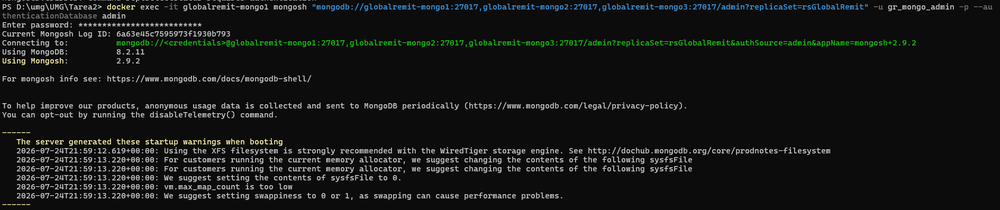 PS D:\umg\UMG\Tarea2> docker exec -it globalremit-mongo1 mongosh "mongodb://globalremit-mongo1:27017,globalremit-mongo2:27017,globalremit-mongo3:27017/admin?replicaSet=rsGlobalRemit" -u gr_mongo_admin -p --au
thenticationDatabase admin
Enter password: **************************
Current Mongosh Log ID: 6a63e45c7595973f1930b793
Connecting to:          mongodb://<credentials>@globalremit-mongo1:27017,globalremit-mongo2:27017,globalremit-mongo3:27017/admin?replicaSet=rsGlobalRemit&authSource=admin&appName=mongosh+2.9.2
Using MongoDB:          8.2.11
Using Mongosh:          2.9.2
For mongosh info see: https://www.mongodb.com/docs/mongodb-shell/
To help improve our products, anonymous usage data is collected and sent to MongoDB periodically (https://www.mongodb.com/legal/privacy-policy).
You can opt-out by running the disableTelemetry() command.
------
   The server generated these startup warnings when booting
   2026-07-24T21:59:12.619+00:00: Using the XFS filesystem is strongly recommended with the WiredTiger storage engine. See http://dochub.mongodb.org/core/prodnotes-filesystem
   2026-07-24T21:59:13.220+00:00: For customers running the current memory allocator, we suggest changing the contents of the following sysfsFile
   2026-07-24T21:59:13.220+00:00: For customers running the current memory allocator, we suggest changing the contents of the following sysfsFile
   2026-07-24T21:59:13.220+00:00: We suggest setting the contents of sysfsFile to 0.
   2026-07-24T21:59:13.220+00:00: vm.max_map_count is too low
   2026-07-24T21:59:13.220+00:00: We suggest setting swappiness to 0 or 1, as swapping can cause performance problems.
------